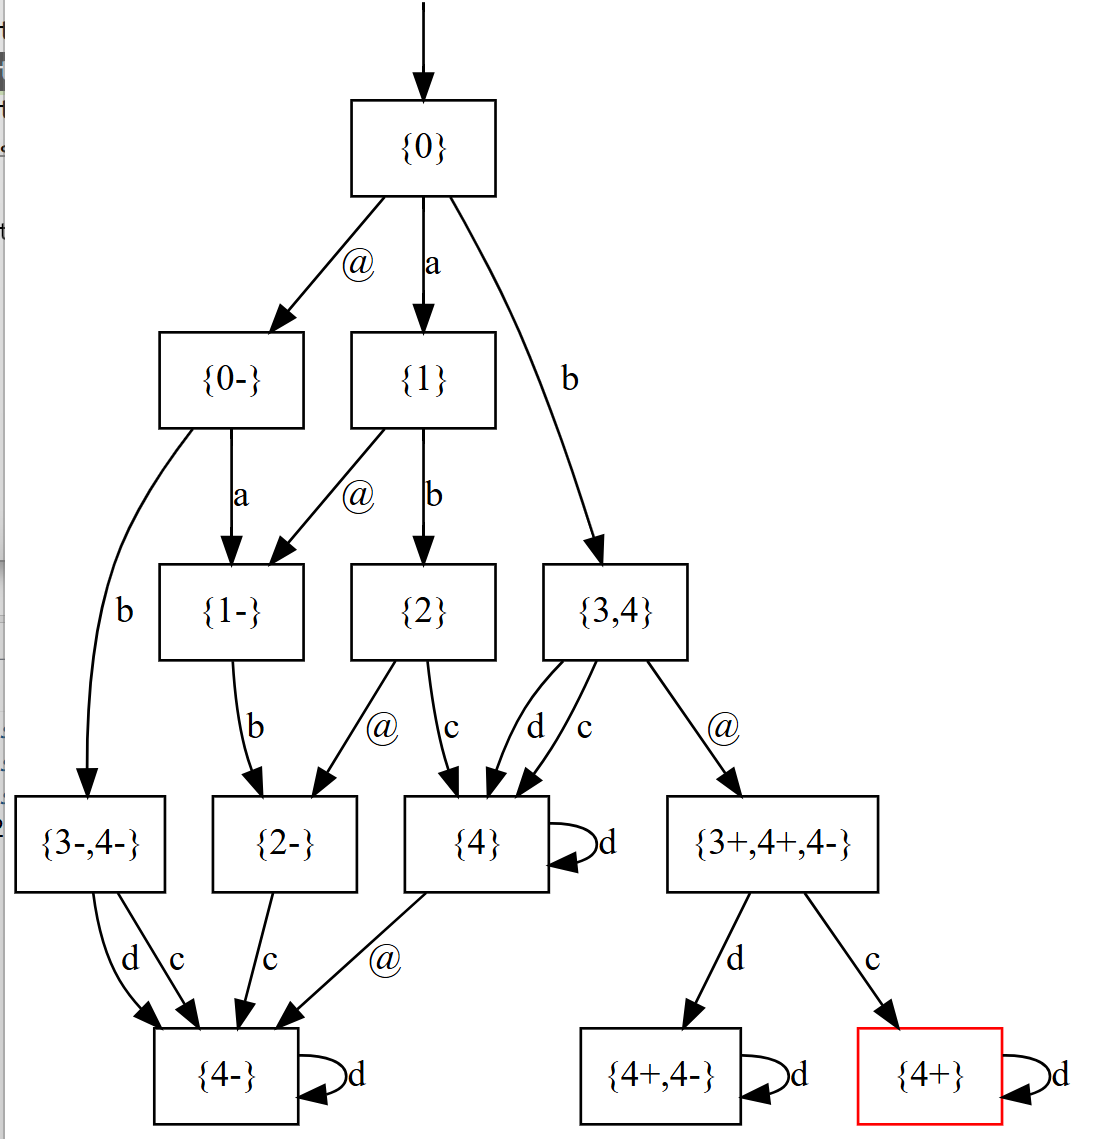 {0}
@ a
b
{0-} {1}
a @ b
b {1-} {2} {3,4}
b @ c d c @
{3-,4-} {2-} {4} d {3+,4+,4-}
d c c @ d c
{4-} d {4+,4-} d {4+} d